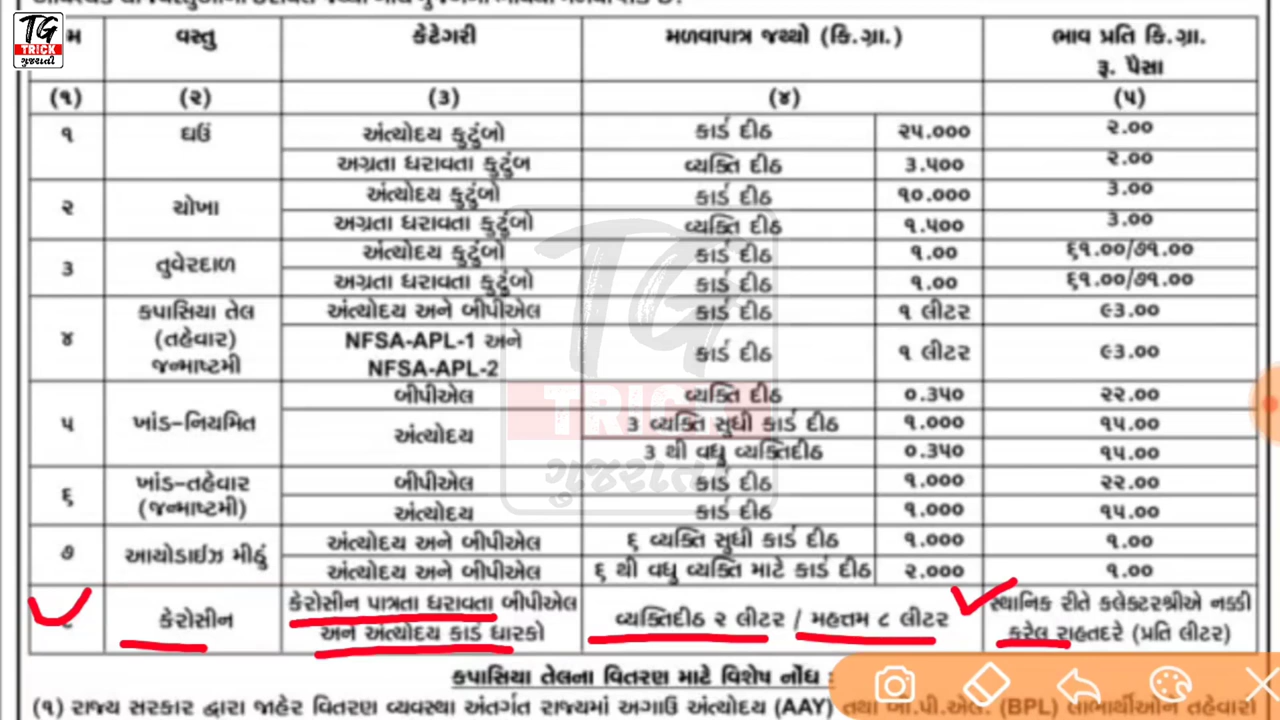 TG
TRICK
ગુજરાતી
મ | વસ્તુ | કેટેગરી | મળવાપાત્ર જથ્થો (કિ.ગ્રા.) | ભાવ પ્રતિ કિ.ગ્રા. રૂ. પૈસા
(૧) | (૨) | (૩) | (૪) | (૫)
૧ | ઘઉં | અંત્યોદય કુટુંબો | કાર્ડ દીઠ | ૨૫.૦૦૦ | ૨.૦૦
અગ્રતા ધરાવતા કુટુંબ | વ્યક્તિ દીઠ | ૩.૫૦૦ | ૨.૦૦
૨ | ચોખા | અંત્યોદય કુટુંબો | કાર્ડ દીઠ | ૧૦.૦૦૦ | ૩.૦૦
અગ્રતા ધરાવતા કુટુંબો | વ્યક્તિ દીઠ | ૧.૫૦૦ | ૩.૦૦
૩ | તુવેરદાળ | અંત્યોદય કુટુંબો | કાર્ડ દીઠ | ૧.૦૦ | ૬૧.૦૦/૭૧.૦૦
અગ્રતા ધરાવતા કુટુંબો | કાર્ડ દીઠ | ૧.૦૦ | ૬૧.૦૦/૭૧.૦૦
૪ | કપાસિયા તેલ (તહેવાર) જન્માષ્ટમી | અંત્યોદય અને બીપીએલ | કાર્ડ દીઠ | ૧ લીટર | ૯૩.૦૦
NFSA-APL-1 અને NFSA-APL-2 | કાર્ડ દીઠ | ૧ લીટર | ૯૩.૦૦
૫ | ખાંડ-નિયમિત | બીપીએલ | વ્યક્તિ દીઠ | ૦.૩૫૦ | ૨૨.૦૦
અંત્યોદય | ૩ વ્યક્તિ સુધી કાર્ડ દીઠ | ૧.૦૦૦ | ૧૫.૦૦
૩ થી વધુ વ્યક્તિદીઠ | ૦.૩૫૦ | ૧૫.૦૦
૬ | ખાંડ-તહેવાર (જન્માષ્ટમી) | બીપીએલ | કાર્ડ દીઠ | ૧.૦૦૦ | ૨૨.૦૦
અંત્યોદય | કાર્ડ દીઠ | ૧.૦૦૦ | ૧૫.૦૦
૭ | આયોડાઈઝ મીઠું | અંત્યોદય અને બીપીએલ | ૬ વ્યક્તિ સુધી કાર્ડ દીઠ | ૧.૦૦૦ | ૧.૦૦
અંત્યોદય અને બીપીએલ | ૬ થી વધુ વ્યક્તિ માટે કાર્ડ દીઠ | ૨.૦૦૦ | ૧.૦૦
કેરોસીન | કેરોસીન પાત્રતા ધરાવતા બીપીએલ અને અંત્યોદય કાર્ડ ધારકો | વ્યક્તિદીઠ ૨ લીટર / મહત્તમ ૮ લીટર | સ્થાનિક રીતે કલેક્ટરશ્રીએ નક્કી કરેલ રાહતદરે (પ્રતિ લીટર)
કપાસિયા તેલના વિતરણ માટે વિશેષ નોંધ :
(૧) રાજ્ય સરકાર દ્વારા જાહેર વિતરણ વ્યવસ્થા અંતર્ગત રાજ્યમાં અગાઉ અંત્યોદય (AAY) તથા બી.પી.એલ. (BPL) લાભાર્થીઓને તહેવારો